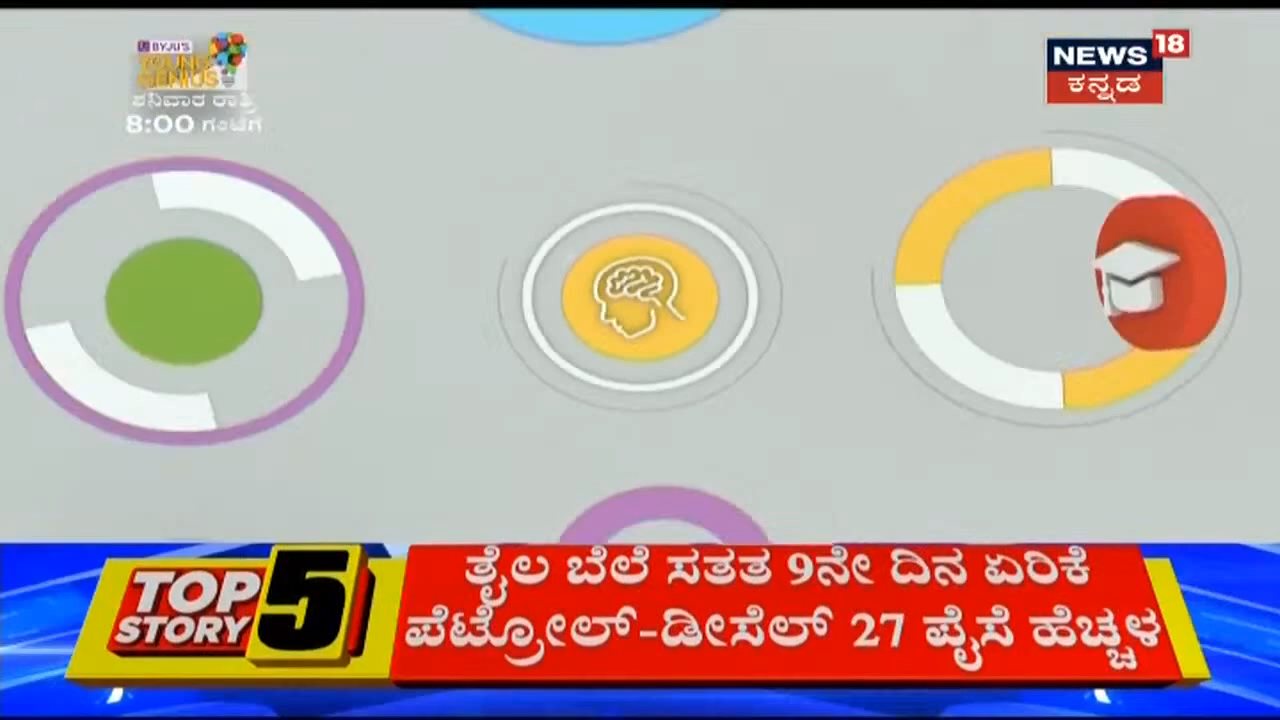 BYJU'S
YOUNG
GENIUS
ಶನಿವಾರ ರಾತ್ರಿ
8:00 ಗಂಟೆಗೆ
NEWS 18
ಕನ್ನಡ
TOP 5
STORY
ತೈಲ ಬೆಲೆ ಸತತ 9ನೇ ದಿನ ಏರಿಕೆ
ಪೆಟ್ರೋಲ್-ಡೀಸೆಲ್ 27 ಪೈಸೆ ಹೆಚ್ಚಳ